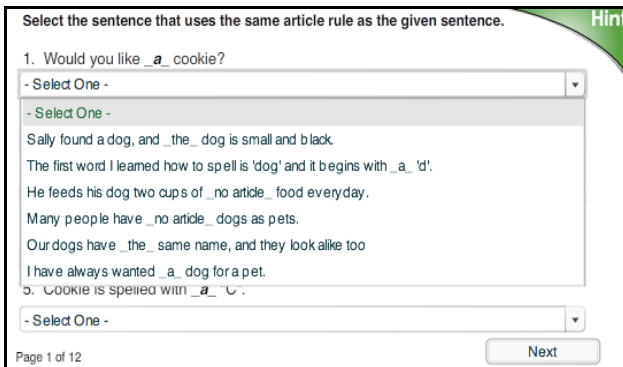 Select the sentence that uses the same article rule as the given sentence.
Hint
1. Would you like _a_ cookie?
- Select One -
- Select One -
Sally found a dog, and _the_ dog is small and black.
The first word I learned how to spell is 'dog' and it begins with _a_ 'd'.
He feeds his dog two cups of _no article_ food everyday.
Many people have _no article_ dogs as pets.
Our dogs have _the_ same name, and they look alike too
I have always wanted _a_ dog for a pet.
5. Cookie is spelled with _a_ "C".
- Select One -
Page 1 of 12
Next